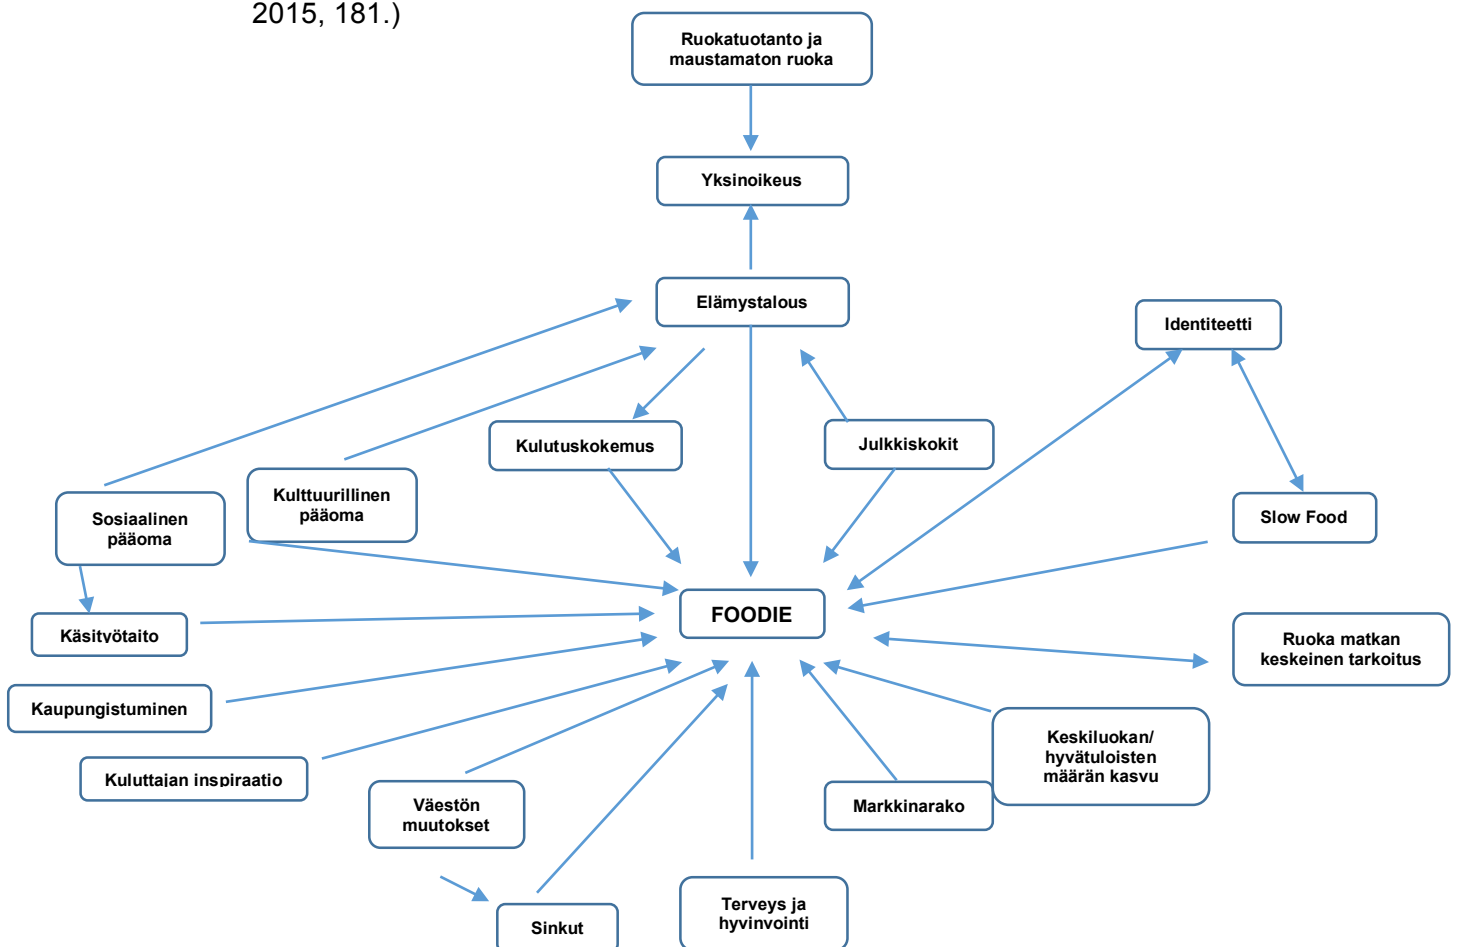 2015, 181.)
Ruokatuotanto ja
maustamaton ruoka
Yksinoikeus
Elämystalous
Identiteetti
Kulutuskokemus
Julkkiskokit
Kulttuurillinen
pääoma
Sosiaalinen
pääoma
Slow Food
FOODIE
Käsityötaito
Ruoka matkan
keskeinen tarkoitus
Kaupungistuminen
Keskiluokan/
hyvätuloisten
määrän kasvu
Kuluttajan inspiraatio
Väestön
muutokset
Markkinarako
Terveys ja
hyvinvointi
Sinkut